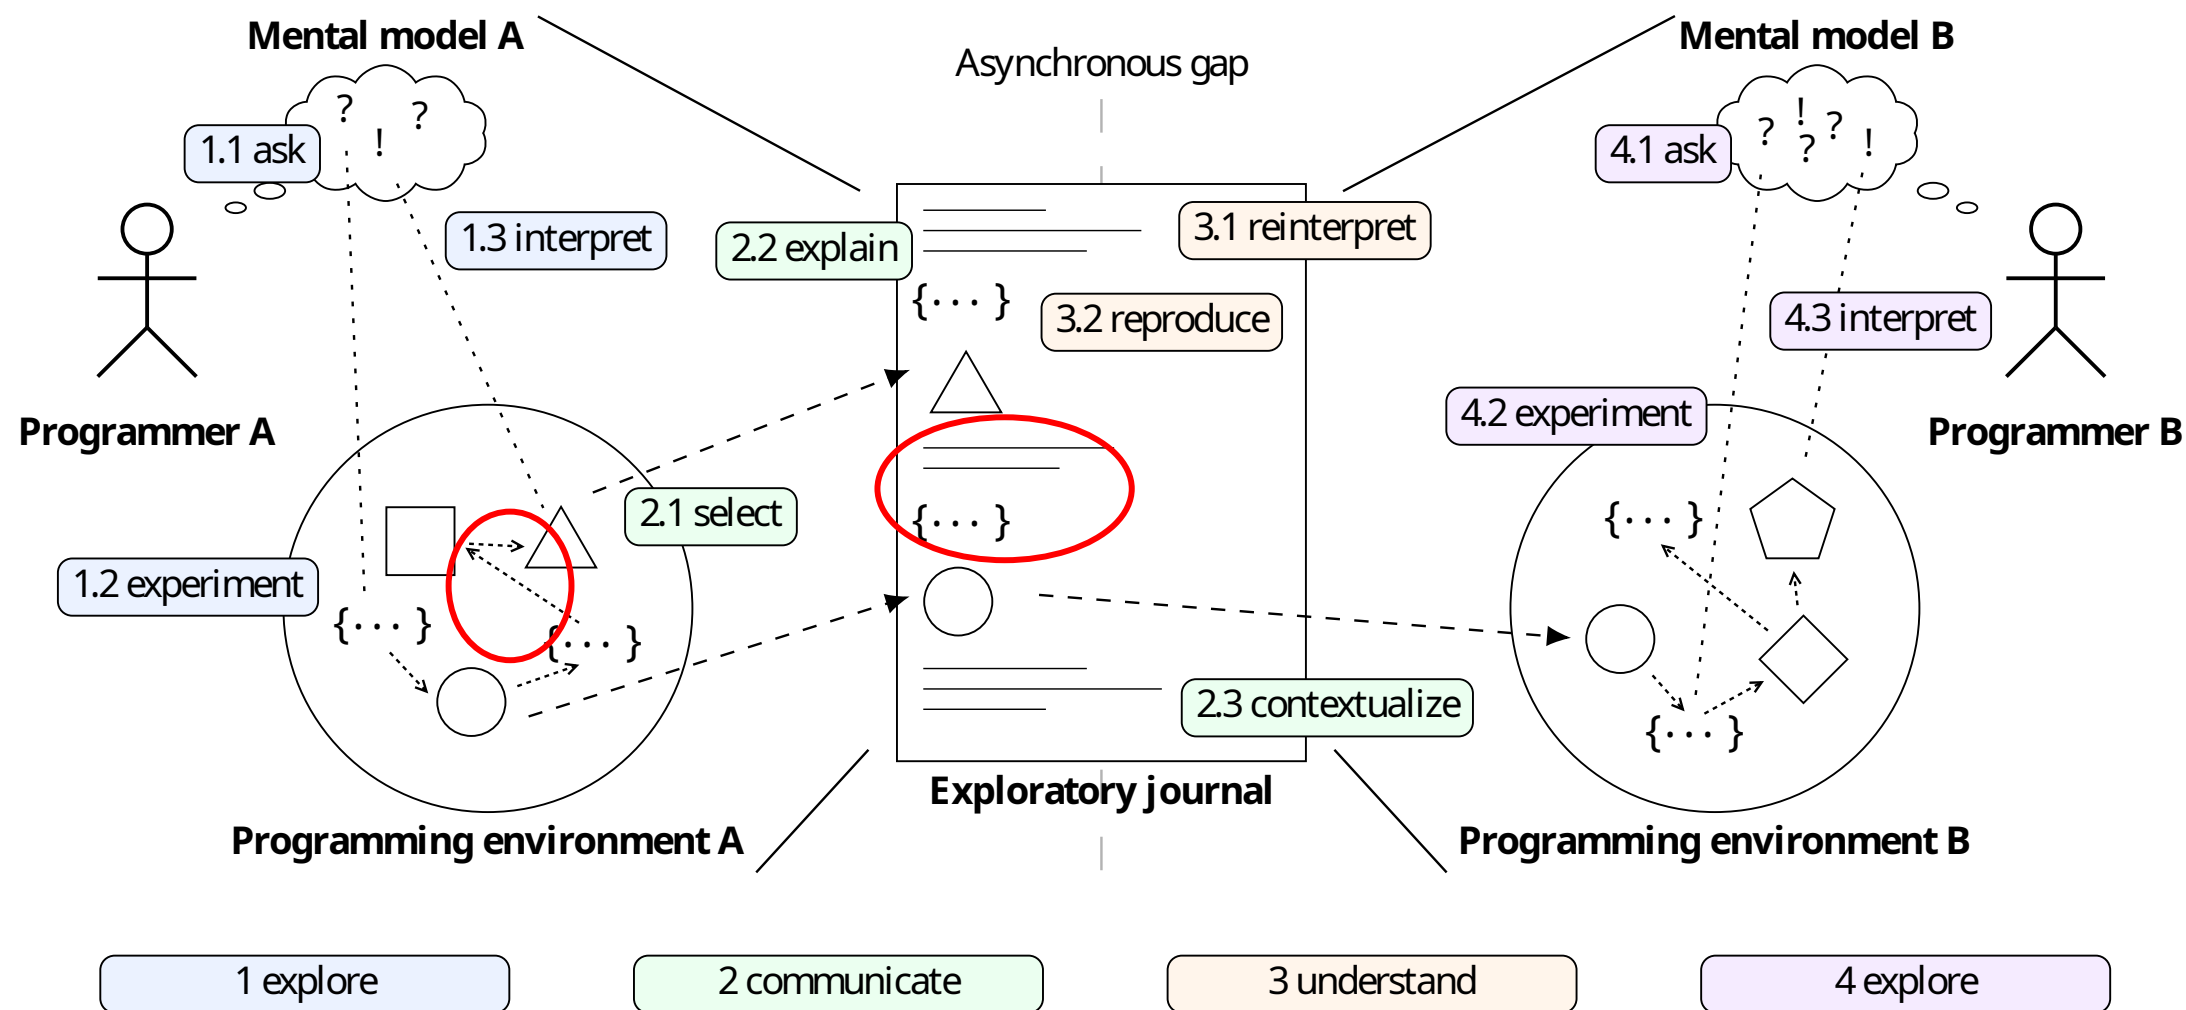 Mental model A
Asynchronous gap
Mental model B
? ? !
! ? ? ? !
1.1 ask
4.1 ask
1.3 interpret
2.2 explain
3.1 reinterpret
{··· }
3.2 reproduce
4.3 interpret
Programmer A
4.2 experiment
Programmer B
2.1 select
{··· }
{··· }
1.2 experiment
{··· }
{··· }
2.3 contextualize
{··· }
Exploratory journal
Programming environment A
Programming environment B
1 explore
2 communicate
3 understand
4 explore